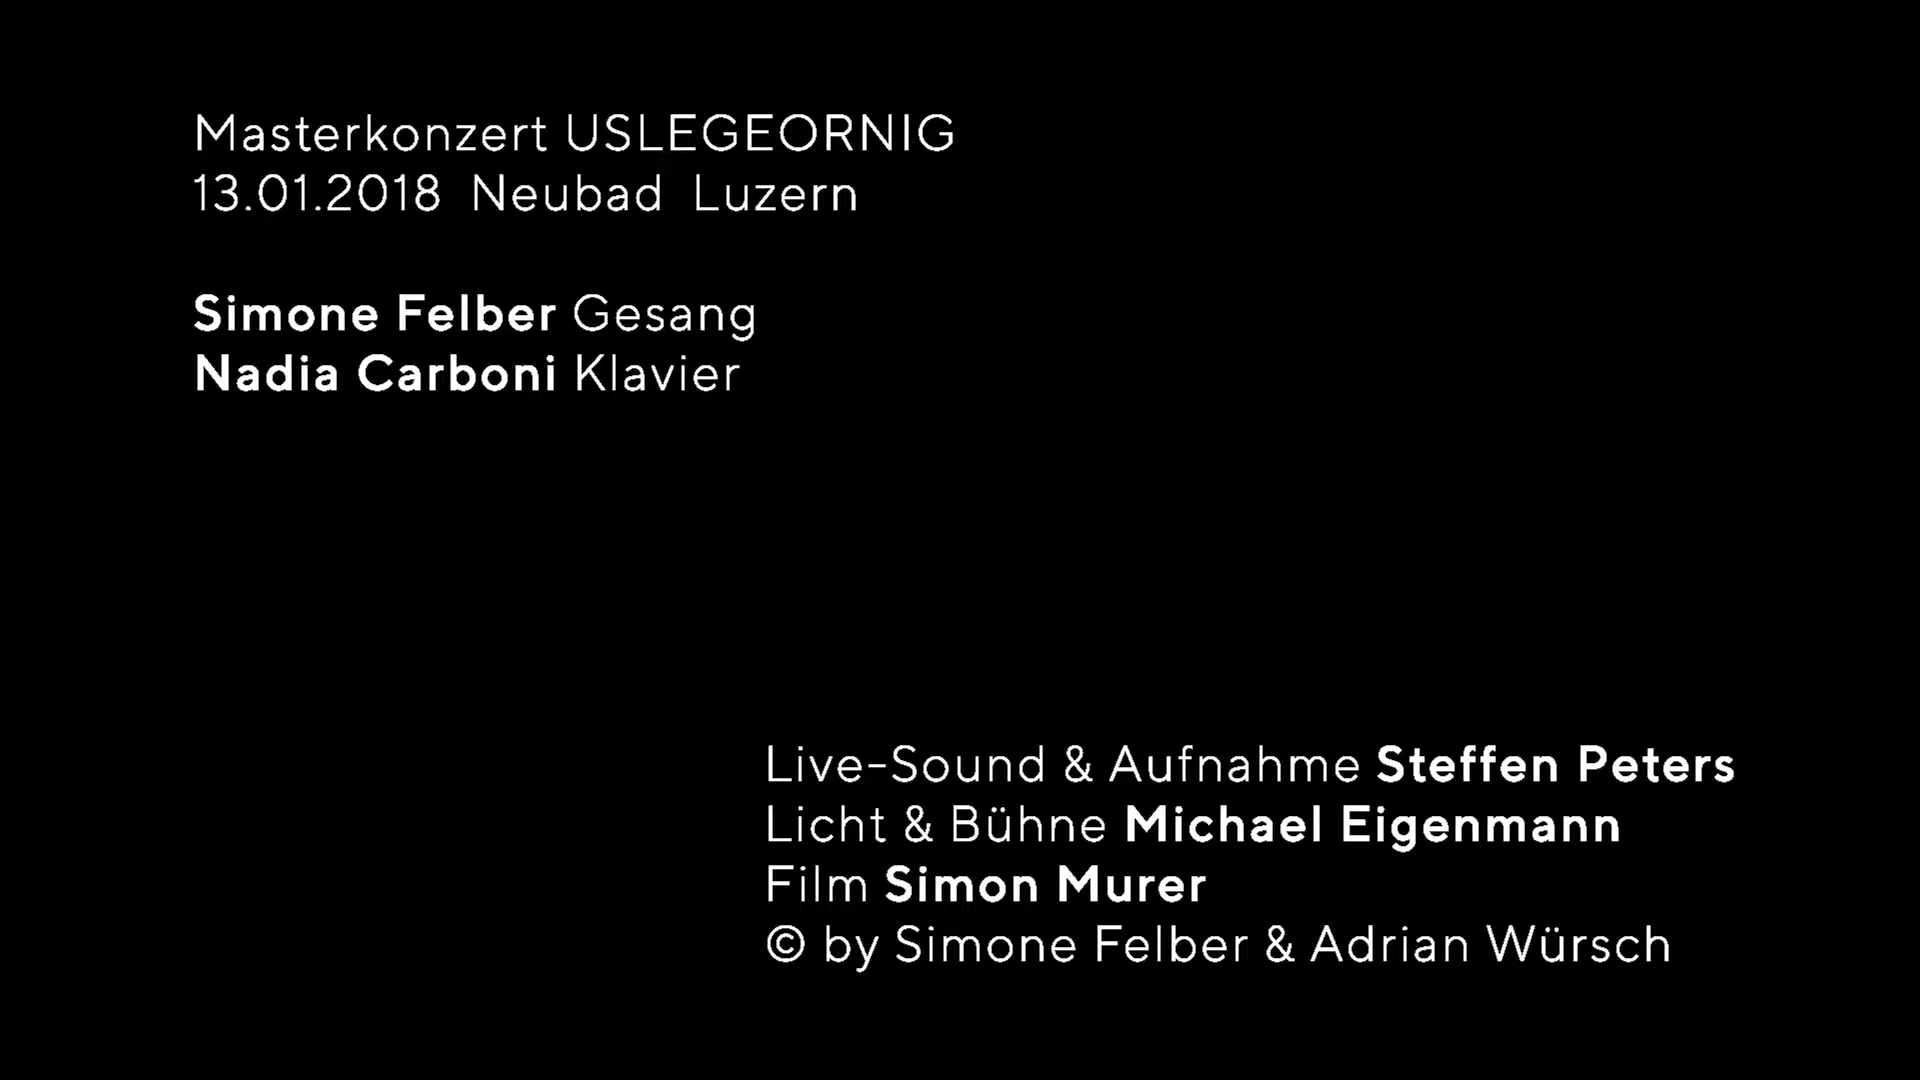 Masterkonzert USLEGEORNIG
13.01.2018 Neubad Luzern
Simone Felber Gesang
Nadia Carboni Klavier
Live-Sound & Aufnahme Steffen Peters
Licht & Bühne Michael Eigenmann
Film Simon Murer
© by Simone Felber & Adrian Würsch